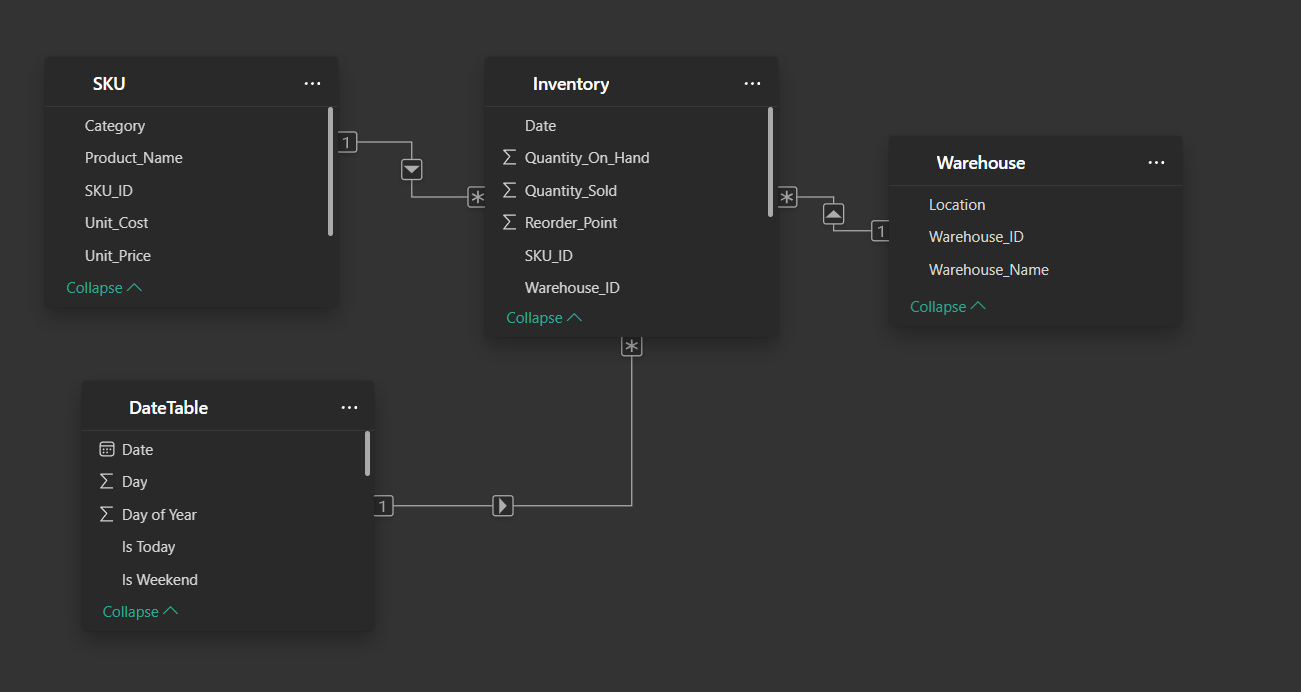 SKU
Category
Product_Name
SKU_ID
Unit_Cost
Unit_Price
Collapse
1
*
Inventory
Date
Σ Quantity_On_Hand
Σ Quantity_Sold
Σ Reorder_Point
SKU_ID
Warehouse_ID
Collapse
*
1
Warehouse
Location
Warehouse_ID
Warehouse_Name
Collapse
*
DateTable
Date
Σ Day
Σ Day of Year
Is Today
Is Weekend
Collapse
1